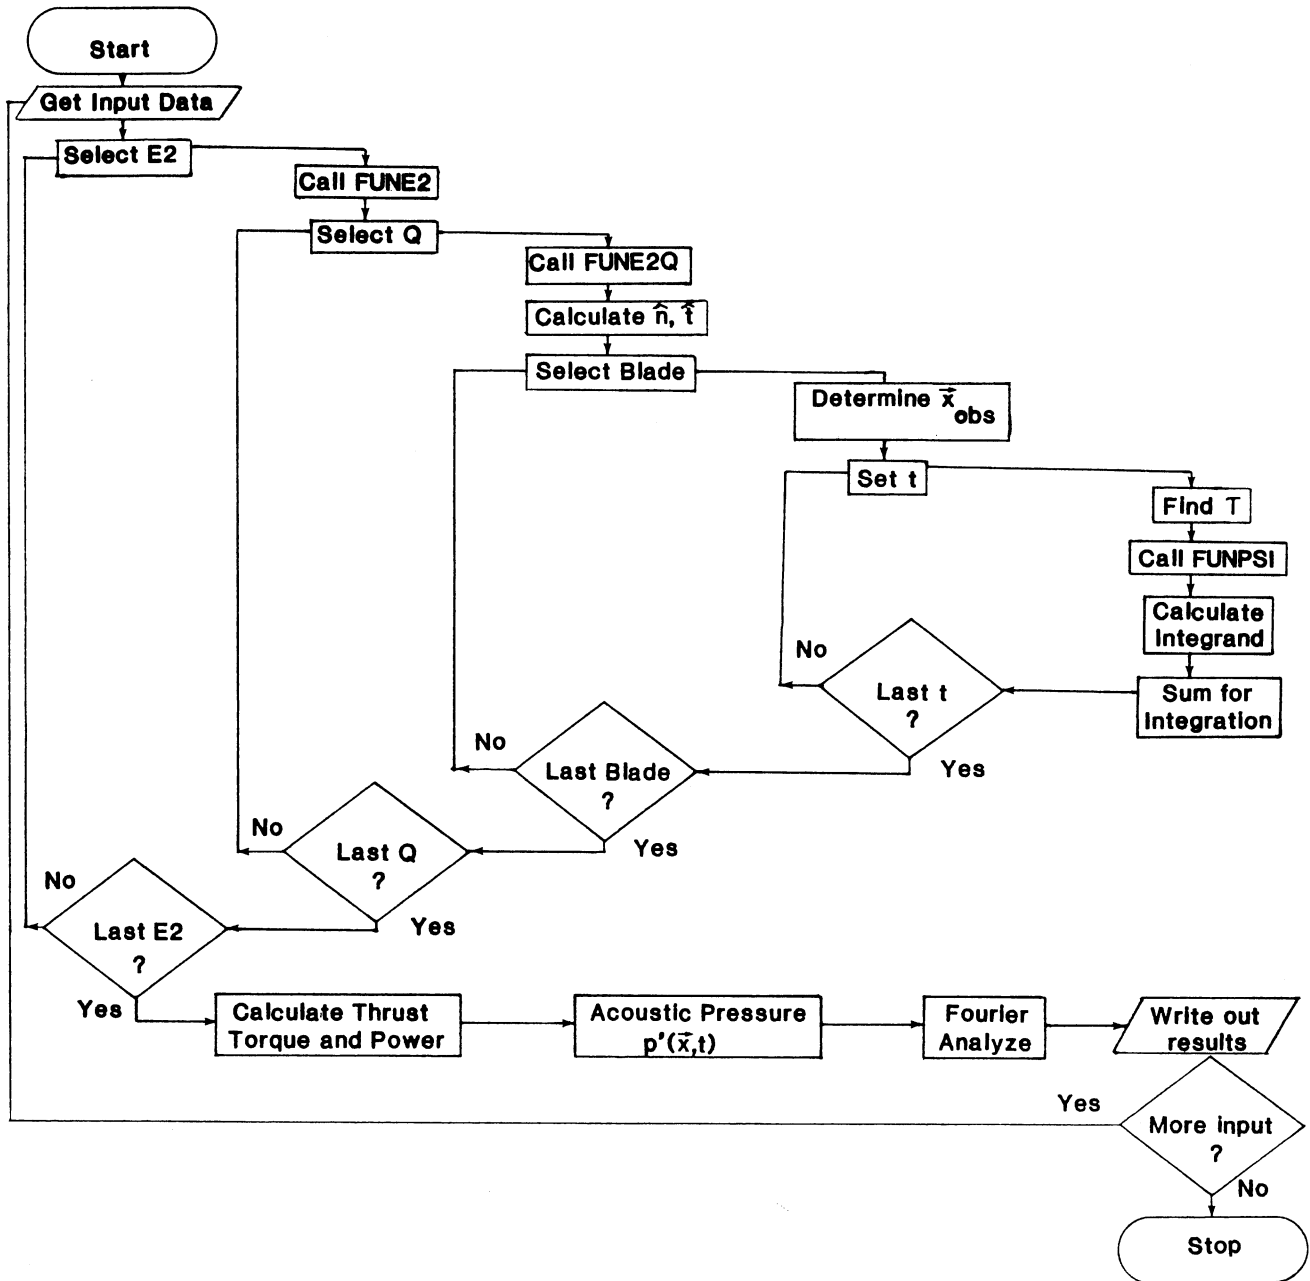 Start
Get Input Data
Select E2
Call FUNE2
Select Q
Call FUNE2Q
Calculate n̂, t̂
Select Blade
Determine x⃗obs
Set t
Find T
Call FUNPSI
Calculate
Integrand
Sum for
Integration
No
Last t
?
Yes
No
Last Blade
?
Yes
No
Last Q
?
Yes
No
Last E2
?
Yes
Calculate Thrust
Torque and Power
Acoustic Pressure
p'(x⃗,t)
Fourier
Analyze
Write out
results
Yes
More input
?
No
Stop